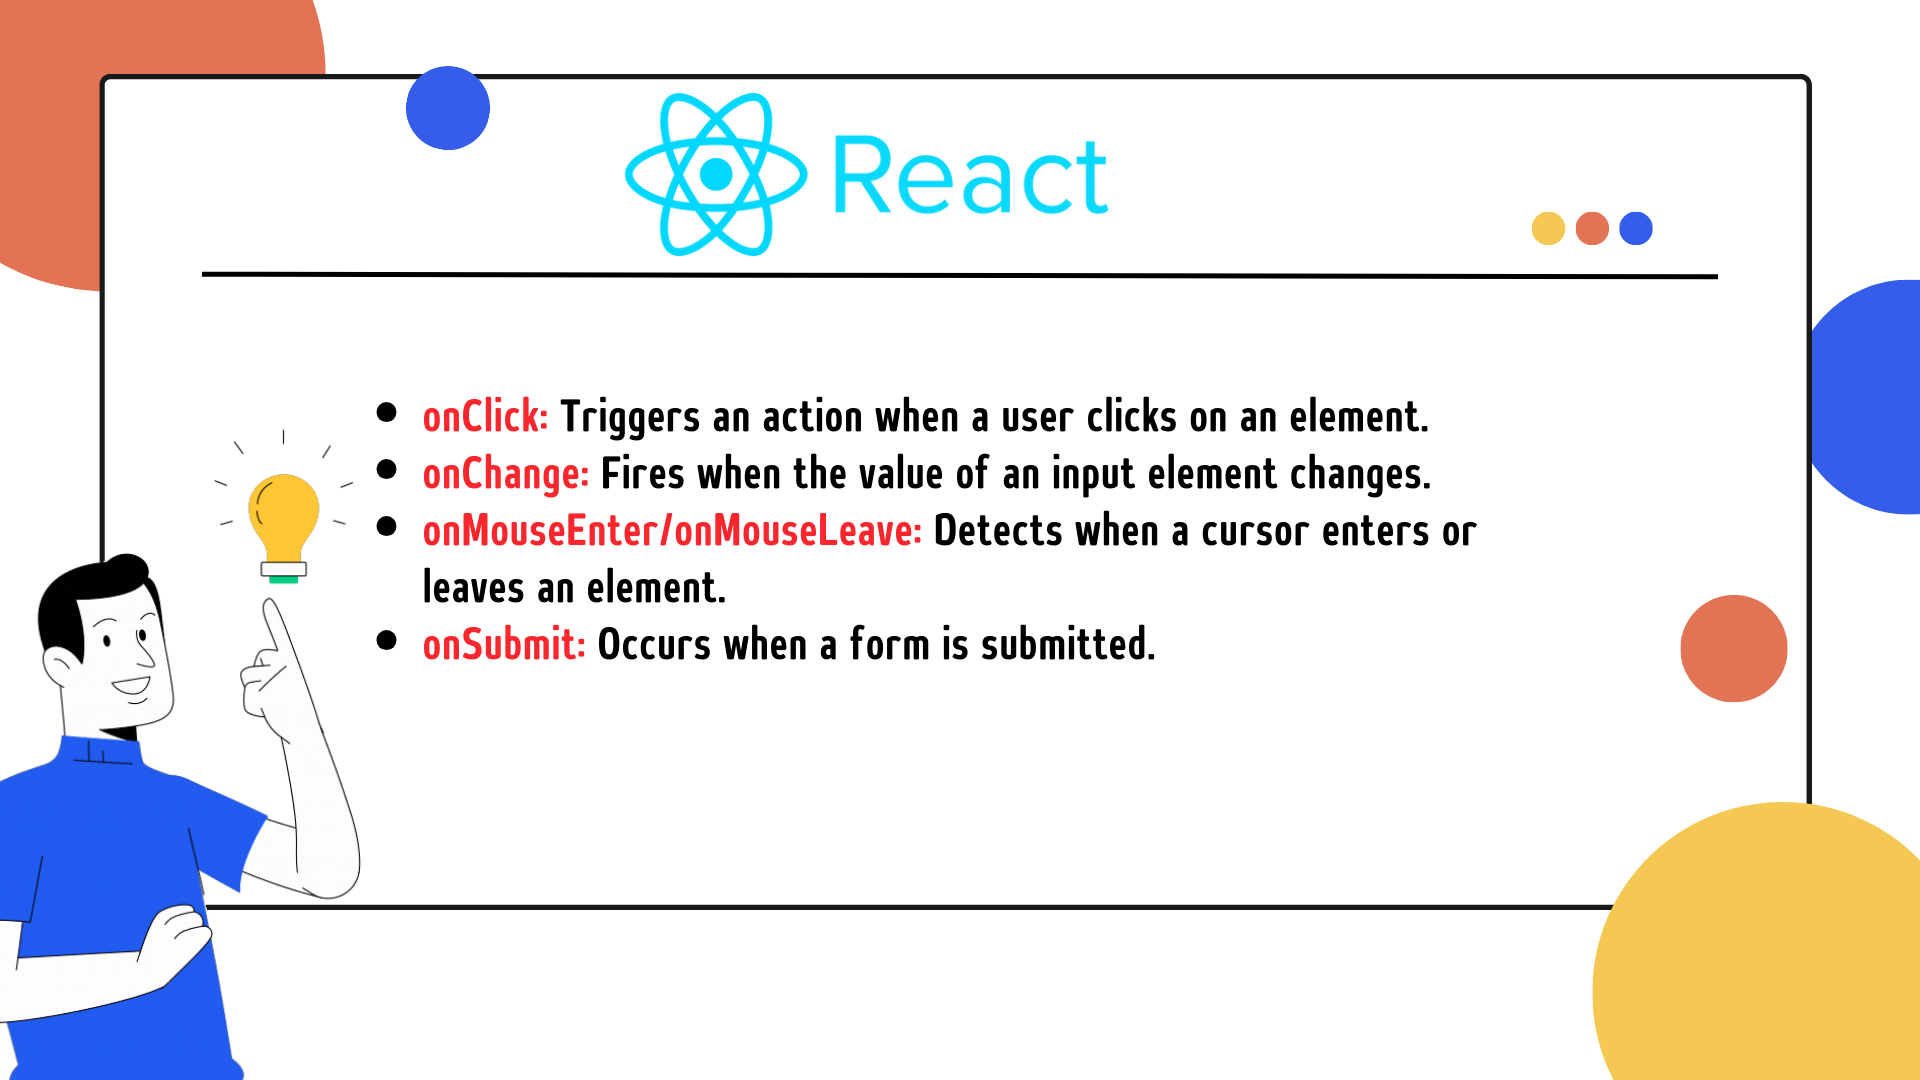 React
onClick: Triggers an action when a user clicks on an element.
onChange: Fires when the value of an input element changes.
onMouseEnter/onMouseLeave: Detects when a cursor enters or
leaves an element.
onSubmit: Occurs when a form is submitted.